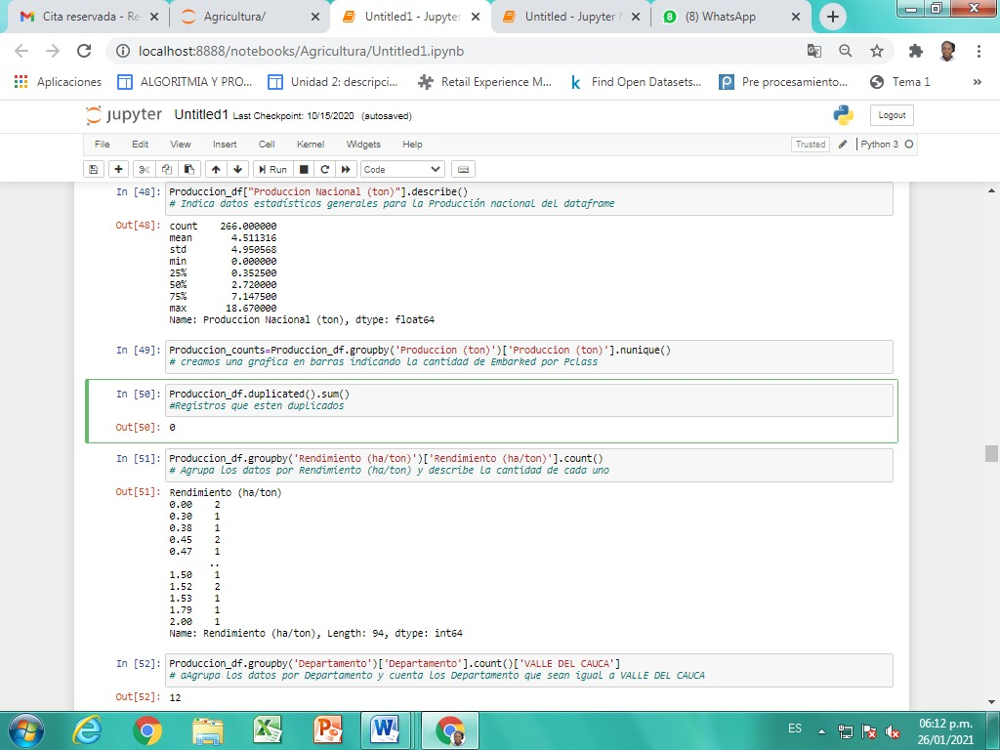 Cita reservada - Re
Agricultura/
Untitled1 - Jupyter
Untitled - Jupyter
(8) WhatsApp
localhost:8888/notebooks/Agricultura/Untitled1.ipynb
Aplicaciones
ALGORITMIA Y PRO...
Unidad 2: descripci...
Retail Experience M...
Find Open Datasets...
Pre procesamiento...
Tema 1
»
jupyter Untitled1 Last Checkpoint: 10/15/2020 (autosaved)
Logout
File Edit View Insert Cell Kernel Widgets Help
Trusted
Python 3
Run
Code
In [48]: Produccion_df["Produccion Nacional (ton)"].describe()
# Indica datos estadísticos generales para la Producción nacional del dataframe
Out[48]: count 266.000000
mean 4.511316
std 4.950568
min 0.000000
25% 0.352500
50% 2.720000
75% 7.147500
max 18.670000
Name: Produccion Nacional (ton), dtype: float64
In [49]: Produccion_counts=Produccion_df.groupby('Produccion (ton)')['Produccion (ton)'].nunique()
# creamos una grafica en barras indicando la cantidad de Embarked por Pclass
In [50]: Produccion_df.duplicated().sum()
#Registros que esten duplicados
Out[50]: 0
In [51]: Produccion_df.groupby('Rendimiento (ha/ton)')['Rendimiento (ha/ton)'].count()
# Agrupa los datos por Rendimiento (ha/ton) y describe la cantidad de cada uno
Out[51]: Rendimiento (ha/ton)
0.00 2
0.30 1
0.38 1
0.45 2
0.47 1
..
1.50 1
1.52 2
1.53 1
1.79 1
2.00 1
Name: Rendimiento (ha/ton), Length: 94, dtype: int64
In [52]: Produccion_df.groupby('Departamento')['Departamento'].count()['VALLE DEL CAUCA']
# aAgrupa los datos por Departamento y cuenta los Departamento que sean igual a VALLE DEL CAUCA
Out[52]: 12
ES
06:12 p.m.
26/01/2021